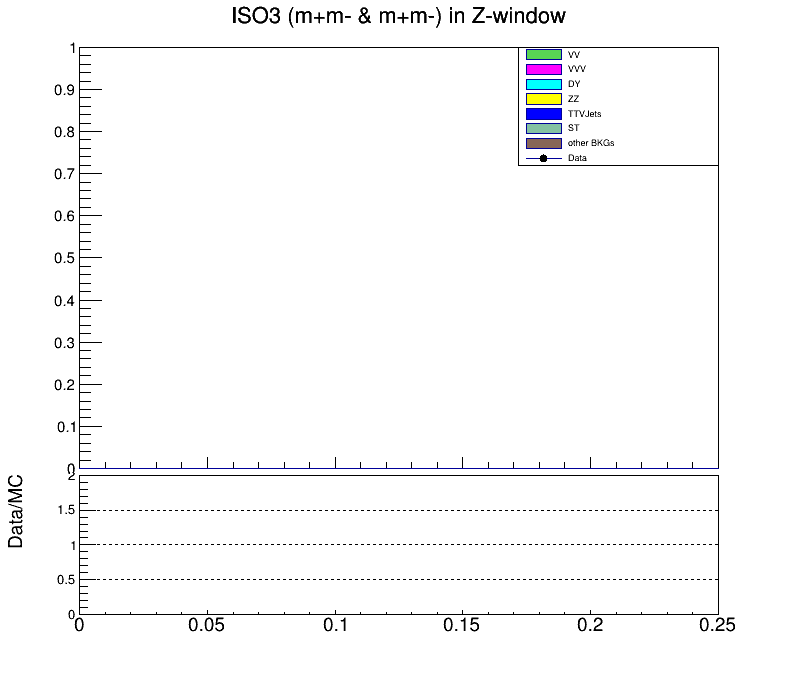 ISO3 (m+m- & m+m-) in Z-window
1
0.9
0.8
0.7
0.6
0.5
0.4
0.3
0.2
0.1
0
VV
VVV
DY
ZZ
TTVJets
ST
other BKGs
Data
Data/MC
2
1.5
1
0.5
0
0 0.05 0.1 0.15 0.2 0.25